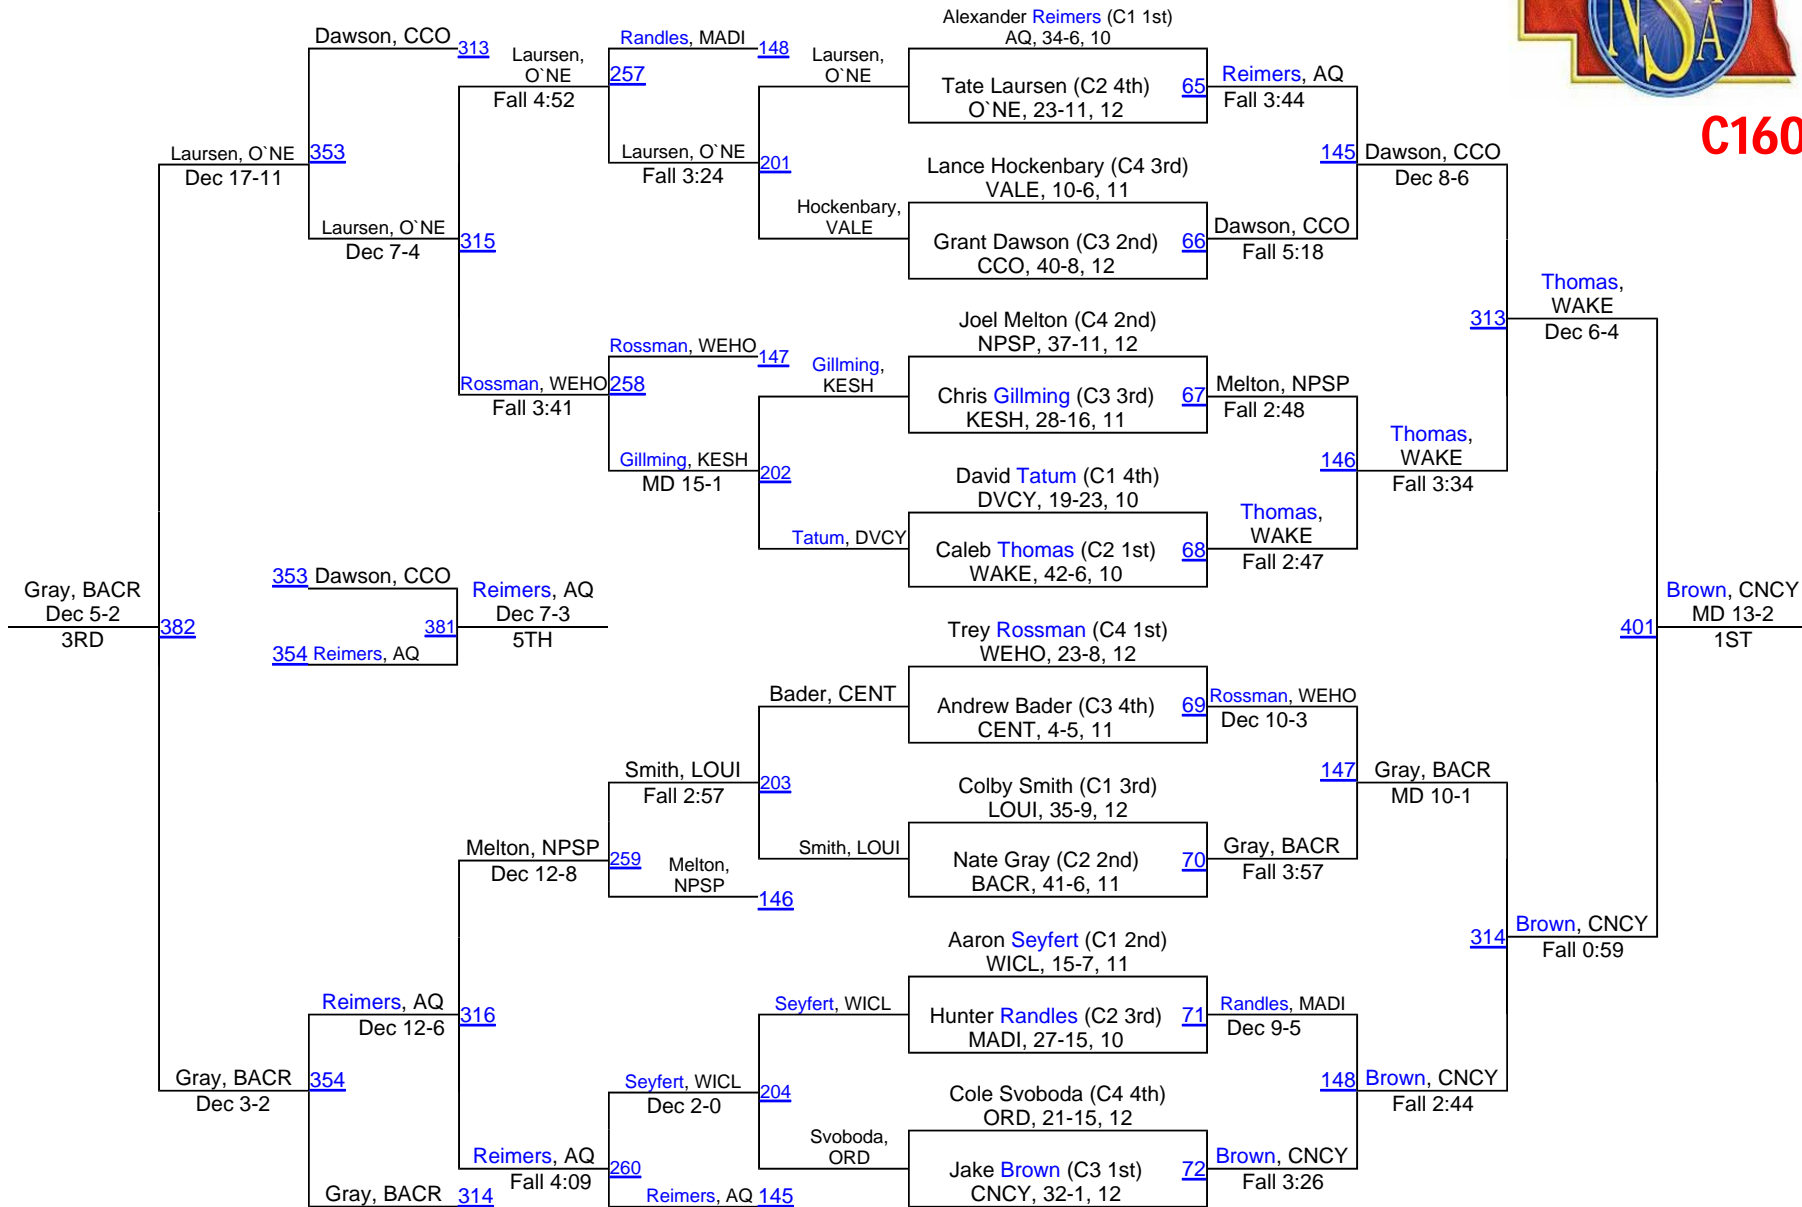 Alexander Reimers (C1 1st)
AQ, 34-6, 10
Dawson, CCO
313
Laursen,
O`NE
Fall 4:52
Randles, MADI
148
257
Laursen,
O`NE
Tate Laursen (C2 4th)
O`NE, 23-11, 12
65
Reimers, AQ
Fall 3:44
NSAA
C160
Laursen, O`NE
Dec 17-11
353
Laursen, O`NE
Fall 3:24
201
Lance Hockenbary (C4 3rd)
VALE, 10-6, 11
145
Dawson, CCO
Dec 8-6
Laursen, O`NE
Dec 7-4
315
Hockenbary,
VALE
Grant Dawson (C3 2nd)
CCO, 40-8, 12
66
Dawson, CCO
Fall 5:18
Thomas,
WAKE
Dec 6-4
313
Joel Melton (C4 2nd)
NPSP, 37-11, 12
Rossman, WEHO
147
Rossman, WEHO
Fall 3:41
258
Gillming,
KESH
Chris Gillming (C3 3rd)
KESH, 28-16, 11
67
Melton, NPSP
Fall 2:48
Gillming, KESH
MD 15-1
202
David Tatum (C1 4th)
DVCY, 19-23, 10
146
Thomas,
WAKE
Fall 3:34
Tatum, DVCY
Caleb Thomas (C2 1st)
WAKE, 42-6, 10
68
Thomas,
WAKE
Fall 2:47
Gray, BACR
Dec 5-2
3RD
382
353
Dawson, CCO
354
Reimers, AQ
381
Reimers, AQ
Dec 7-3
5TH
401
Brown, CNCY
MD 13-2
1ST
Trey Rossman (C4 1st)
WEHO, 23-8, 12
Bader, CENT
Andrew Bader (C3 4th)
CENT, 4-5, 11
69
Rossman, WEHO
Dec 10-3
Smith, LOUI
Fall 2:57
203
Colby Smith (C1 3rd)
LOUI, 35-9, 12
147
Gray, BACR
MD 10-1
Melton, NPSP
Dec 12-8
259
Melton,
NPSP
146
Smith, LOUI
Nate Gray (C2 2nd)
BACR, 41-6, 11
70
Gray, BACR
Fall 3:57
314
Brown, CNCY
Fall 0:59
Aaron Seyfert (C1 2nd)
WICL, 15-7, 11
Reimers, AQ
Dec 12-6
316
Seyfert, WICL
Hunter Randles (C2 3rd)
MADI, 27-15, 10
71
Randles, MADI
Dec 9-5
Gray, BACR
Dec 3-2
354
Seyfert, WICL
Dec 2-0
204
Cole Svoboda (C4 4th)
ORD, 21-15, 12
148
Brown, CNCY
Fall 2:44
Reimers, AQ
Fall 4:09
260
Svoboda,
ORD
Jake Brown (C3 1st)
CNCY, 32-1, 12
72
Brown, CNCY
Fall 3:26
Gray, BACR
314
Reimers, AQ
145